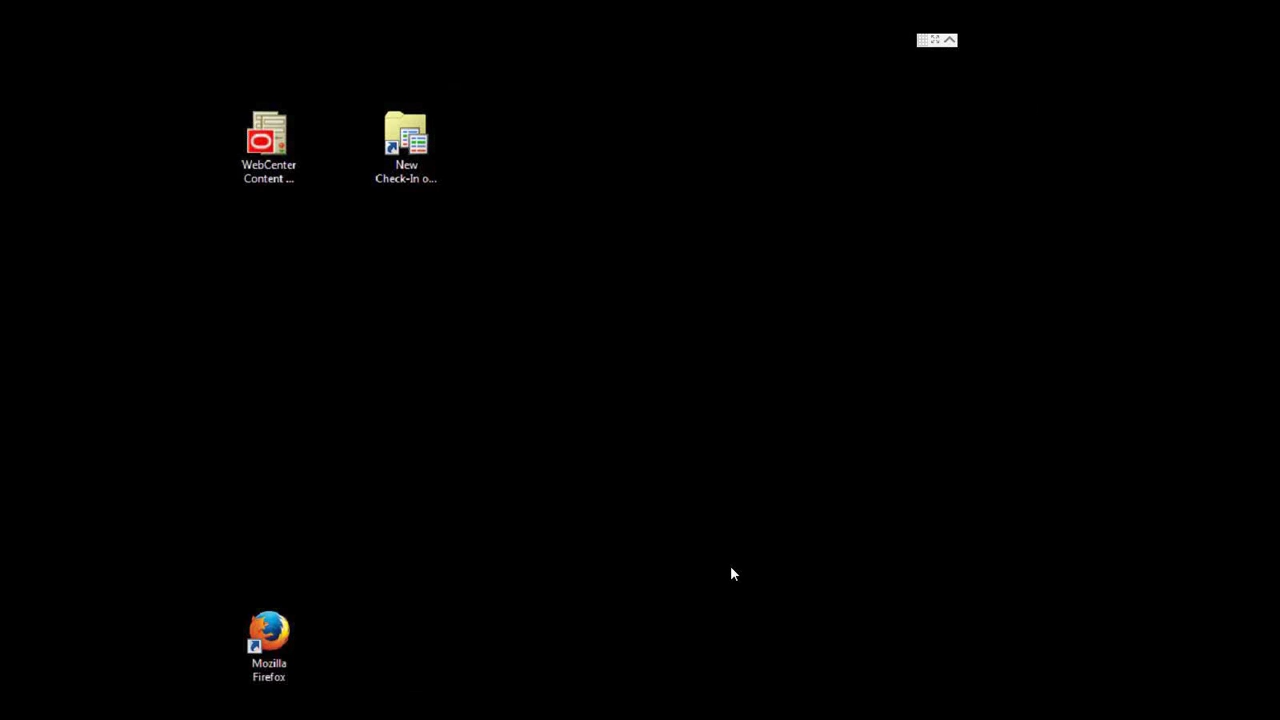 WebCenter
Content ...
New
Check-In o...
Mozilla
Firefox